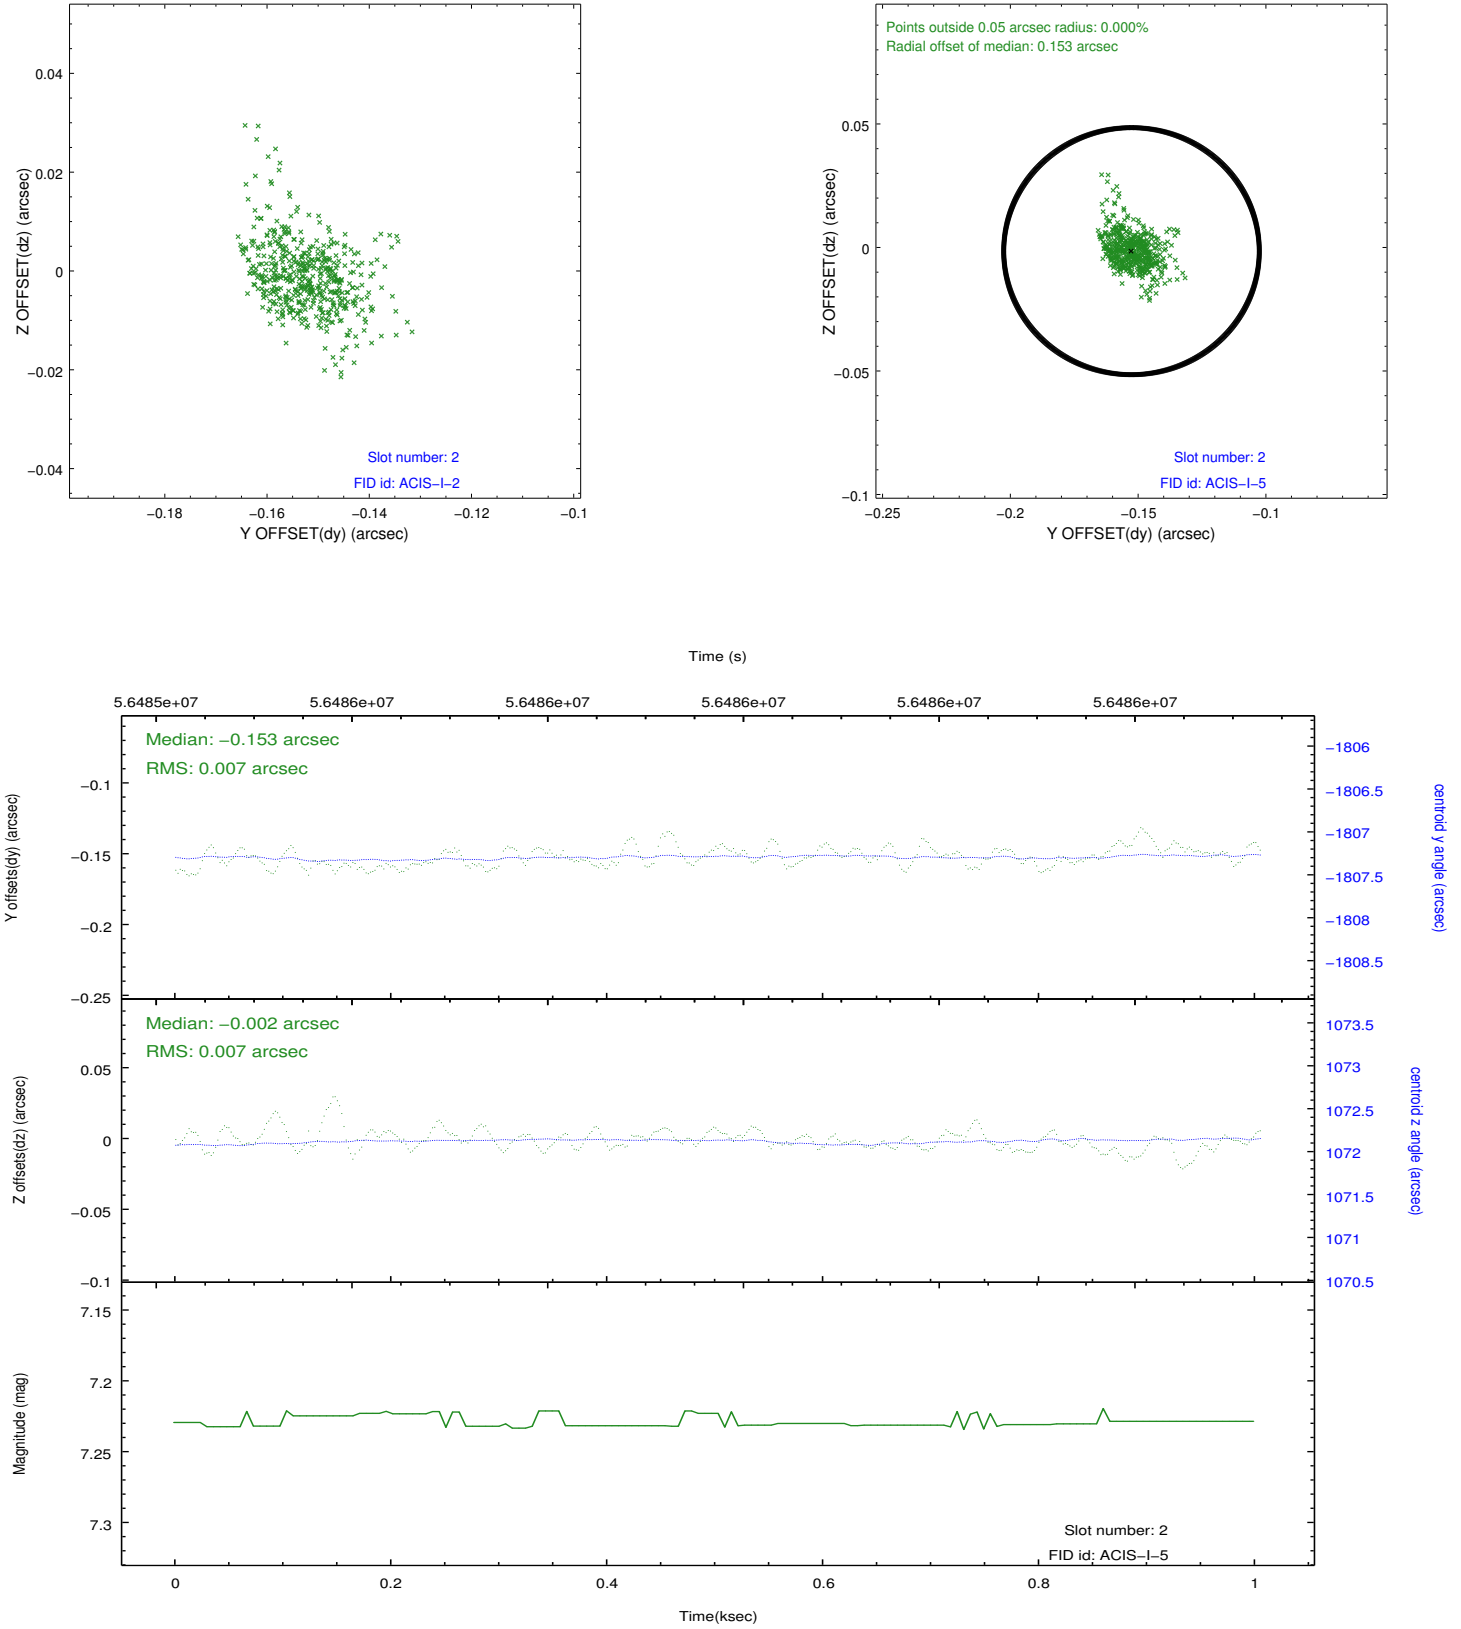 0.04
0.02
0
−0.02
−0.04
Z OFFSET(dz) (arcsec)
Slot number: 2
FID id: ACIS−I−2
−0.18
−0.16
−0.14
−0.12
−0.1
Y OFFSET(dy) (arcsec)
Points outside 0.05 arcsec radius: 0.000%
Radial offset of median: 0.153 arcsec
0.05
0
−0.05
−0.1
Z OFFSET(dz) (arcsec)
Slot number: 2
FID id: ACIS−I−5
−0.25
−0.2
−0.15
−0.1
Y OFFSET(dy) (arcsec)
Time (s)
5.6485e+07
5.6486e+07
5.6486e+07
5.6486e+07
5.6486e+07
5.6486e+07
Median: −0.153 arcsec
RMS: 0.007 arcsec
−0.1
−0.15
−0.2
−0.25
Y offsets(dy) (arcsec)
−1806
−1806.5
−1807
−1807.5
−1808
−1808.5
centroid y angle (arcsec)
Median: −0.002 arcsec
RMS: 0.007 arcsec
0.05
0
−0.05
−0.1
Z offsets(dz) (arcsec)
1073.5
1073
1072.5
1072
1071.5
1071
1070.5
centroid z angle (arcsec)
7.15
7.2
7.25
7.3
Magnitude (mag)
Slot number: 2
FID id: ACIS−I−5
0
0.2
0.4
0.6
0.8
1
Time(ksec)